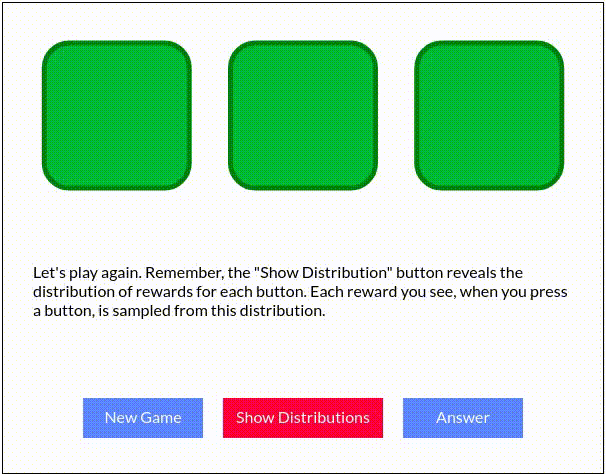 Let's play again. Remember, the "Show Distribution" button reveals the
distribution of rewards for each button. Each reward you see, when you press
a button, is sampled from this distribution.
New Game
Show Distributions
Answer